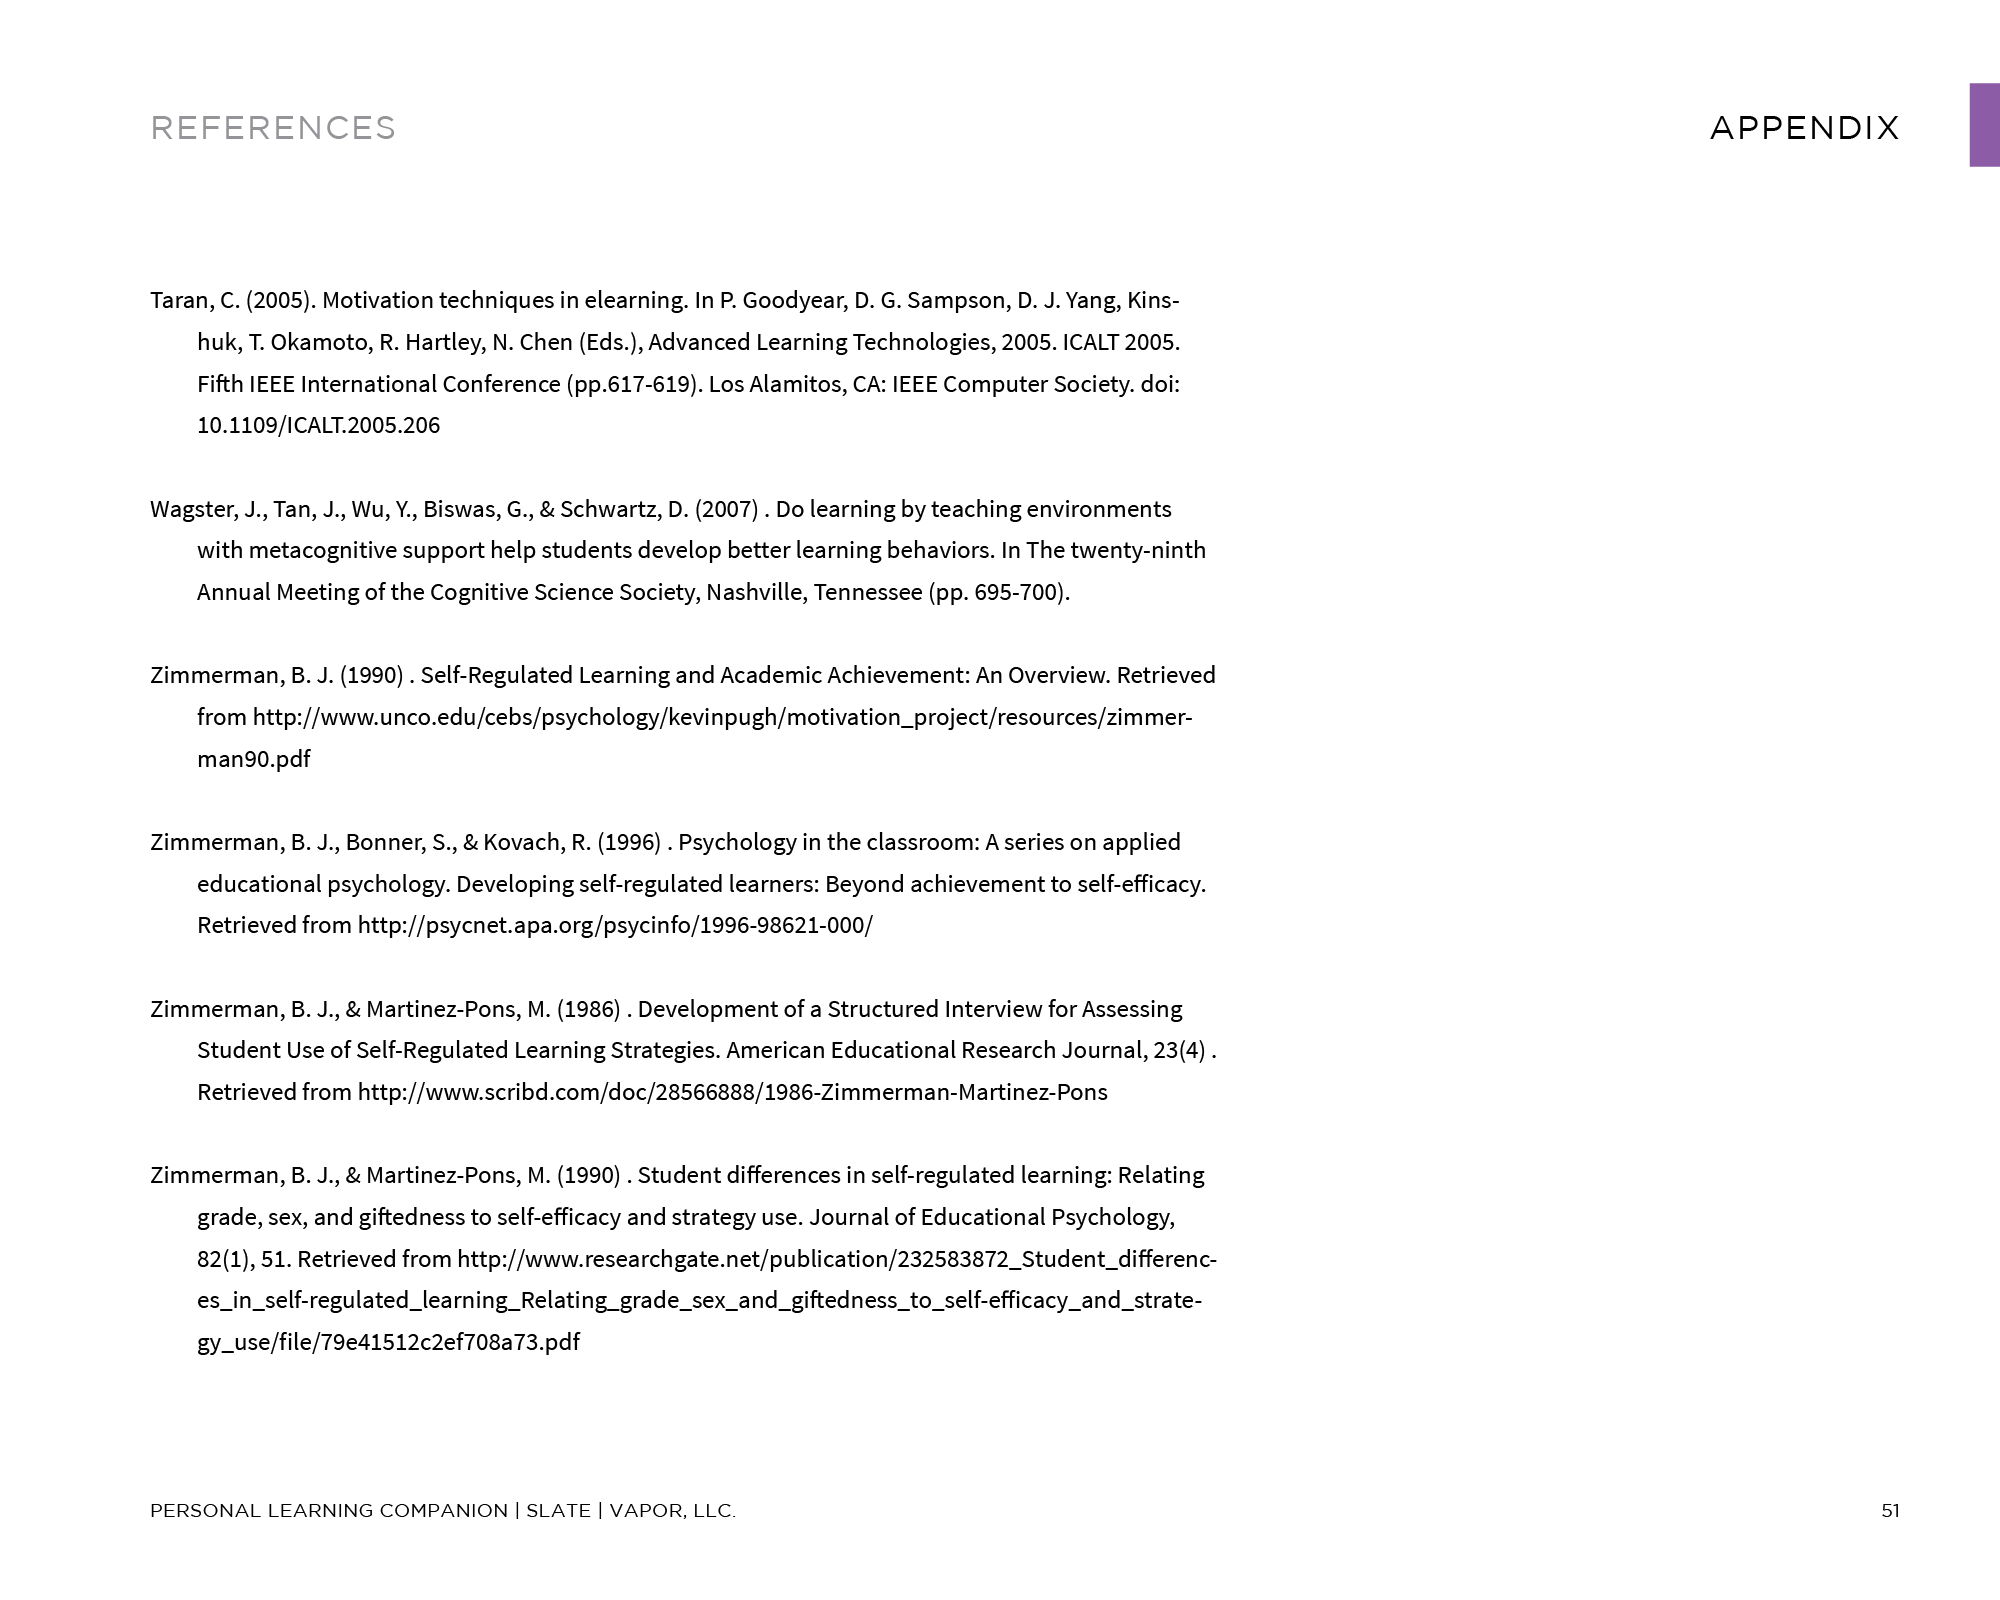 REFERENCES
APPENDIX
Taran, C. (2005). Motivation techniques in elearning. In P. Goodyear, D. G. Sampson, D. J. Yang, Kins-
huk, T. Okamoto, R. Hartley, N. Chen (Eds.), Advanced Learning Technologies, 2005. ICALT 2005.
Fifth IEEE International Conference (pp.617-619). Los Alamitos, CA: IEEE Computer Society. doi:
10.1109/ICALT.2005.206
Wagster, J., Tan, J., Wu, Y., Biswas, G., & Schwartz, D. (2007) . Do learning by teaching environments
with metacognitive support help students develop better learning behaviors. In The twenty-ninth
Annual Meeting of the Cognitive Science Society, Nashville, Tennessee (pp. 695-700).
Zimmerman, B. J. (1990) . Self-Regulated Learning and Academic Achievement: An Overview. Retrieved
from http://www.unco.edu/cebs/psychology/kevinpugh/motivation_project/resources/zimmer-
man90.pdf
Zimmerman, B. J., Bonner, S., & Kovach, R. (1996) . Psychology in the classroom: A series on applied
educational psychology. Developing self-regulated learners: Beyond achievement to self-efficacy.
Retrieved from http://psycnet.apa.org/psycinfo/1996-98621-000/
Zimmerman, B. J., & Martinez-Pons, M. (1986) . Development of a Structured Interview for Assessing
Student Use of Self-Regulated Learning Strategies. American Educational Research Journal, 23(4) .
Retrieved from http://www.scribd.com/doc/28566888/1986-Zimmerman-Martinez-Pons
Zimmerman, B. J., & Martinez-Pons, M. (1990) . Student differences in self-regulated learning: Relating
grade, sex, and giftedness to self-efficacy and strategy use. Journal of Educational Psychology,
82(1), 51. Retrieved from http://www.researchgate.net/publication/232583872_Student_differenc-
es_in_self-regulated_learning_Relating_grade_sex_and_giftedness_to_self-efficacy_and_strate-
gy_use/file/79e41512c2ef708a73.pdf
PERSONAL LEARNING COMPANION | SLATE | VAPOR, LLC.
51